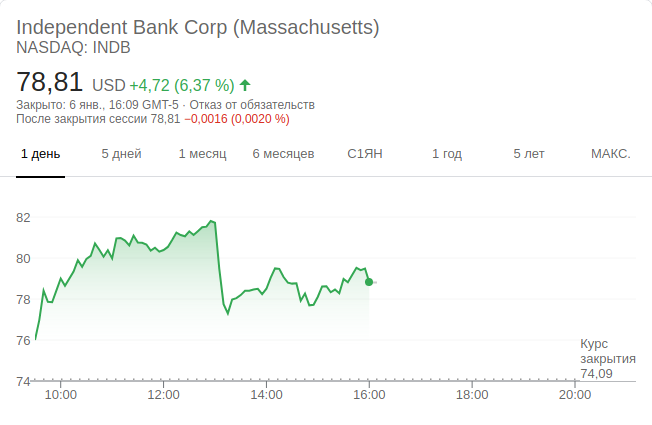 Independent Bank Corp (Massachusetts)
NASDAQ: INDB
78,81 USD +4,72 (6,37 %)
Закрыто: 6 янв., 16:09 GMT-5 · Отказ от обязательств
После закрытия сессии 78,81 −0,0016 (0,0020 %)
1 день 5 дней 1 месяц 6 месяцев С1ЯН 1 год 5 лет МАКС.
82
80
78
76
Курс
закрытия
74,09
74
10:00 12:00 14:00 16:00 18:00 20:00